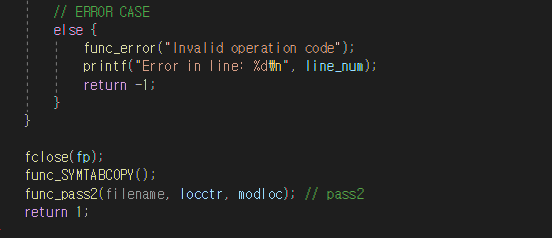 // ERROR CASE
else {
func_error("Invalid operation code");
printf("Error in line: %d₩n", line_num);
return -1;
}
}
fclose(fp);
func_SYMTABCOPY();
func_pass2(filename, locctr, modloc); // pass2
return 1;